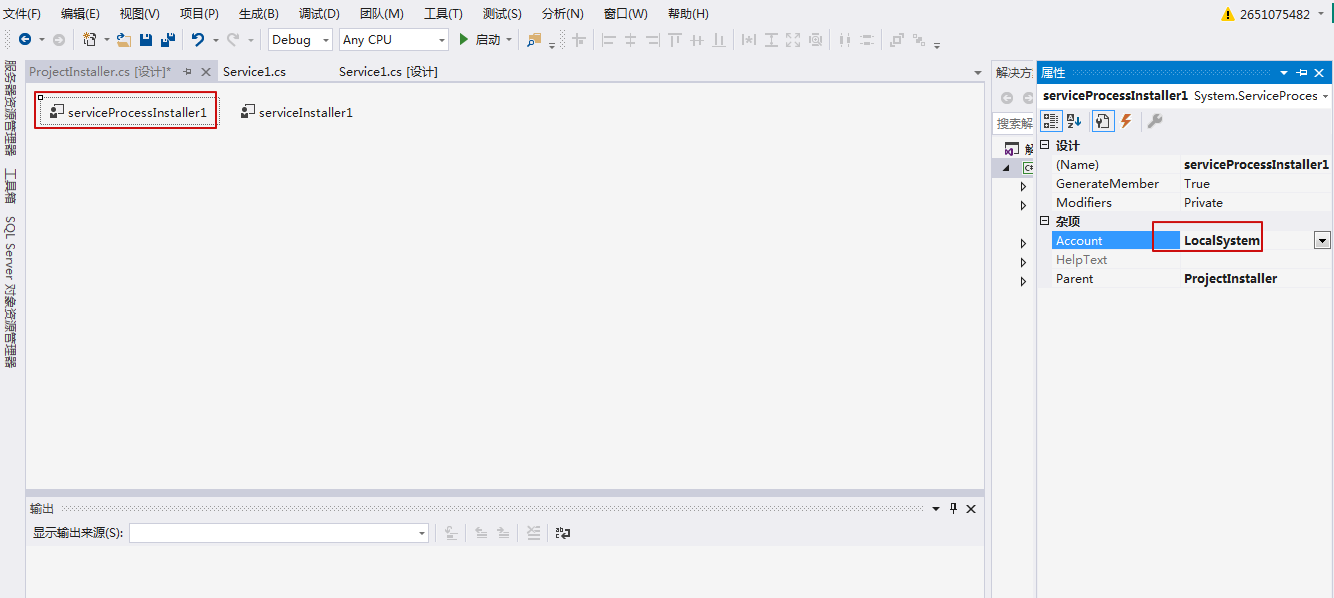 文件(F) 编辑(E) 视图(V) 项目(P) 生成(B) 调试(D) 团队(M) 工具(T) 测试(S) 分析(N) 窗口(W) 帮助(H) 2651075482
Debug Any CPU 启动
服务器资源管理器
工具箱
SQL Server 对象资源管理器
ProjectInstaller.cs [设计]* Service1.cs Service1.cs [设计]
serviceProcessInstaller1 serviceInstaller1
输出
显示输出来源(S):
解决方
搜索解
解
C#
属性
serviceProcessInstaller1 System.ServiceProces
设计
(Name) serviceProcessInstaller1
GenerateMember True
Modifiers Private
杂项
Account LocalSystem
HelpText
Parent ProjectInstaller